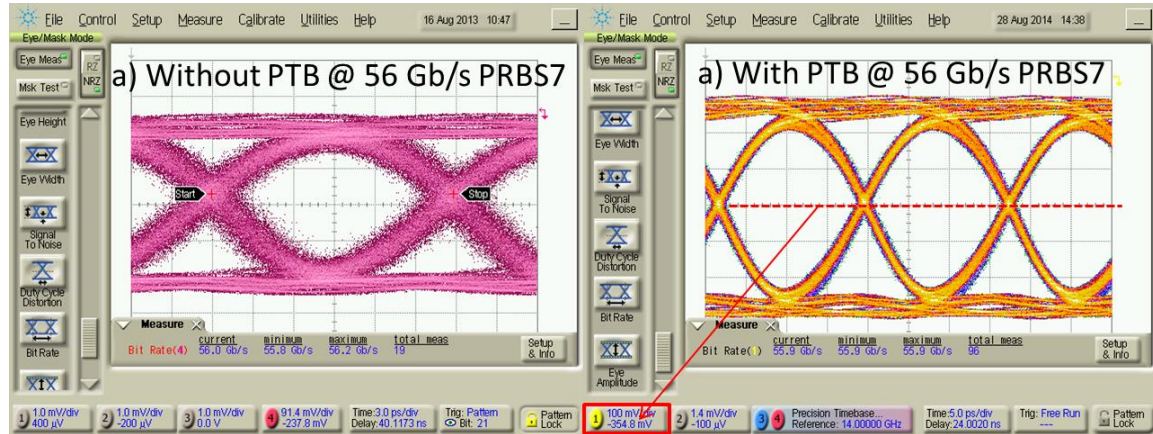 File Control Setup Measure Calibrate Utilities Help 16 Aug 2013 10:47
Eye/Mask Mode
Eye Meas
RZ
NRZ
Msk Test
a) Without PTB @ 56 Gb/s PRBS7
Eye Height
Eye Width
Start
Stop
Signal
To Noise
Duty Cycle
Distortion
Bit Rate
Measure
current minimum maximum total meas
Bit Rate(4) 56.0 Gb/s 55.8 Gb/s 56.2 Gb/s 19
Setup
& Info
1) 1.0 mV/div
400 µV
2) 1.0 mV/div
-200 µV
3) 1.0 mV/div
0.0 V
4) 91.4 mV/div
-237.8 mV
Time:3.0 ps/div
Delay:40.1173 ns
Trig: Pattern
Bit: 21
Pattern
Lock
File Control Setup Measure Calibrate Utilities Help 28 Aug 2014 14:38
Eye/Mask Mode
Eye Meas
RZ
NRZ
Msk Test
a) With PTB @ 56 Gb/s PRBS7
Eye Width
Signal
To Noise
Duty Cycle
Distortion
Bit Rate
Eye
Amplitude
Measure
current minimum maximum total meas
Bit Rate(1) 55.9 Gb/s 55.9 Gb/s 55.9 Gb/s 96
Setup
& Info
1) 100 mV/div
-354.8 mV
2) 1.4 mV/div
-100 µV
3) 4) Precision Timebase...
Reference: 14.00000 GHz
Time:5.0 ps/div
Delay:24.0020 ns
Trig: Free Run
---
Pattern
Lock